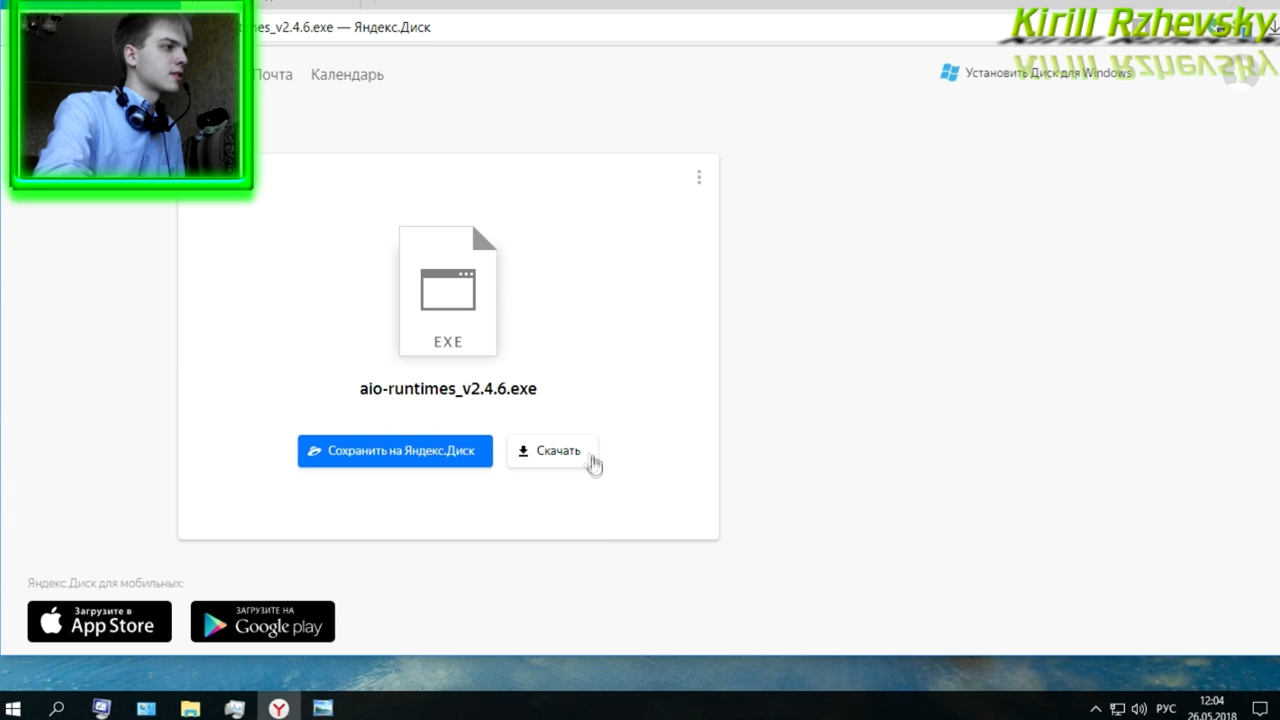 mes_v2.4.6.exe — Яндекс.Диск
Kirill Rzhevsky
Почта Календарь
Установить Диск для Windows
EXE
aio-runtimes_v2.4.6.exe
Сохранить на Яндекс.Диск
Скачать
Яндекс.Диск для мобильных:
Загрузите в
App Store
ЗАГРУЗИТЕ НА
Google play
РУС
12:04
26.05.2018